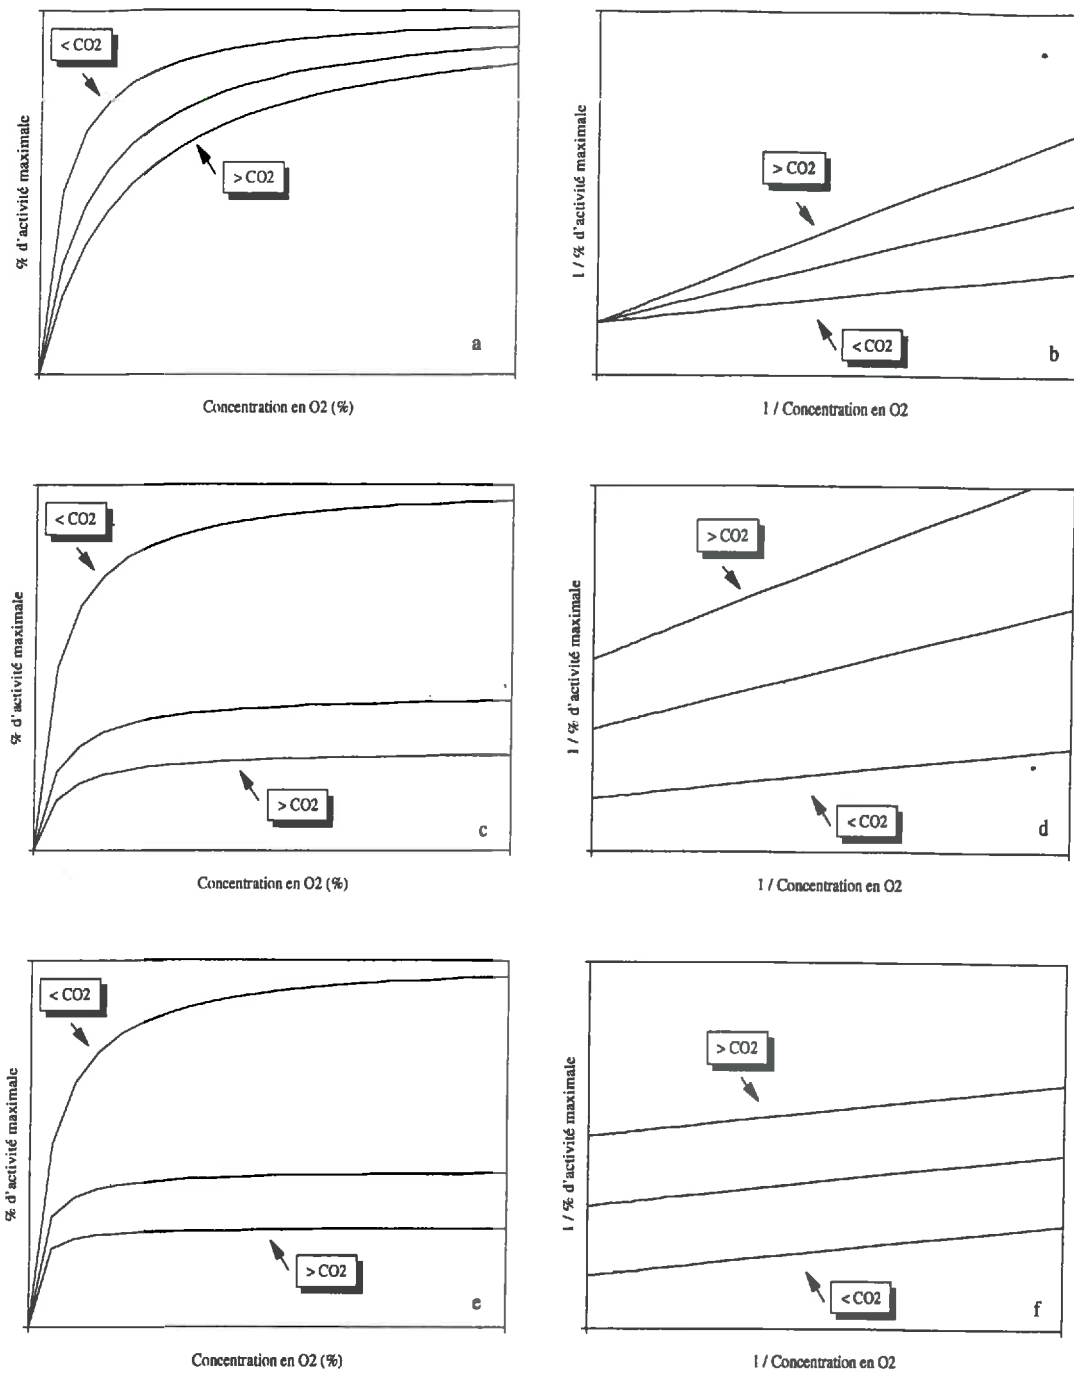 < CO2
> CO2
% d'activité maximale
a
Concentration en O2 (%)
> CO2
< CO2
1 / % d'activité maximale
b
1 / Concentration en O2
< CO2
> CO2
% d'activité maximale
c
Concentration en O2 (%)
> CO2
< CO2
1 / % d'activité maximale
d
1 / Concentration en O2
< CO2
> CO2
% d'activité maximale
e
Concentration en O2 (%)
> CO2
< CO2
1 / % d'activité maximale
f
1 / Concentration en O2